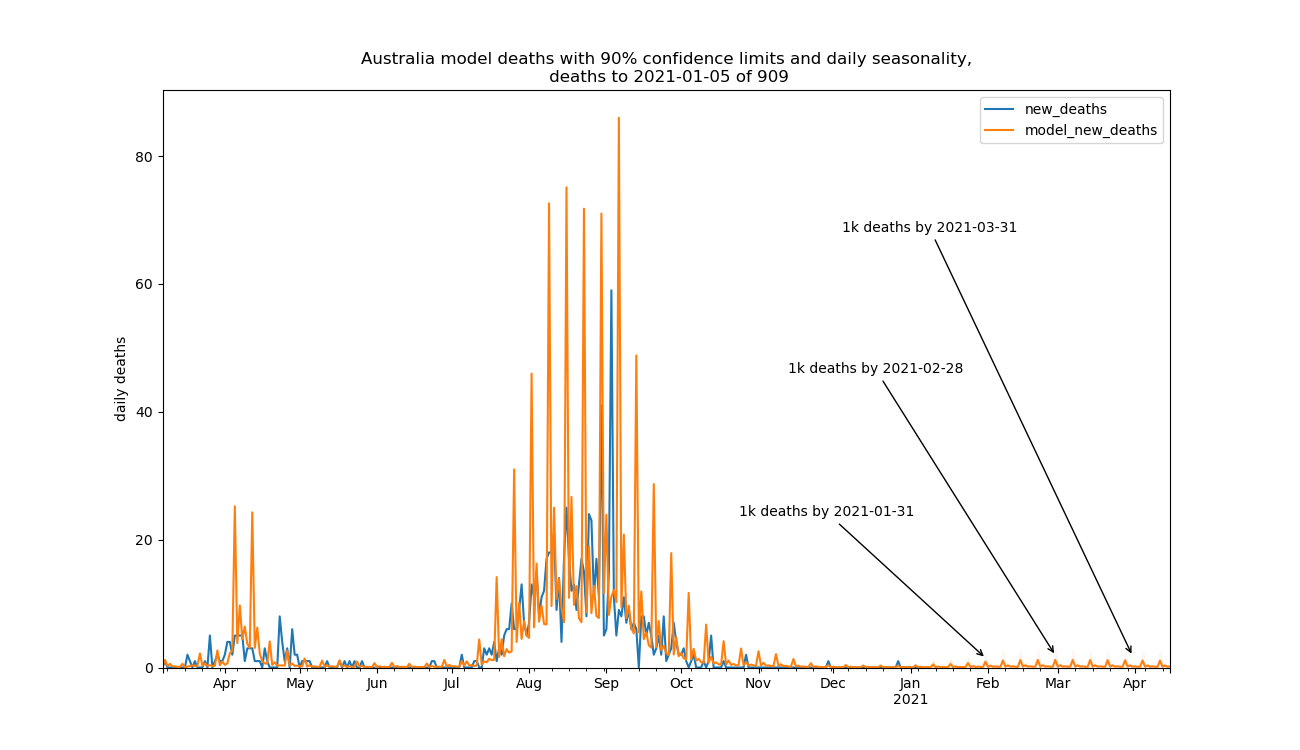 Australia model deaths with 90% confidence limits and daily seasonality,
deaths to 2021-01-05 of 909
new_deaths
model_new_deaths
80
60
40
20
0
daily deaths
1k deaths by 2021-03-31
1k deaths by 2021-02-28
1k deaths by 2021-01-31
Apr May Jun Jul Aug Sep Oct Nov Dec Jan Feb Mar Apr
2021